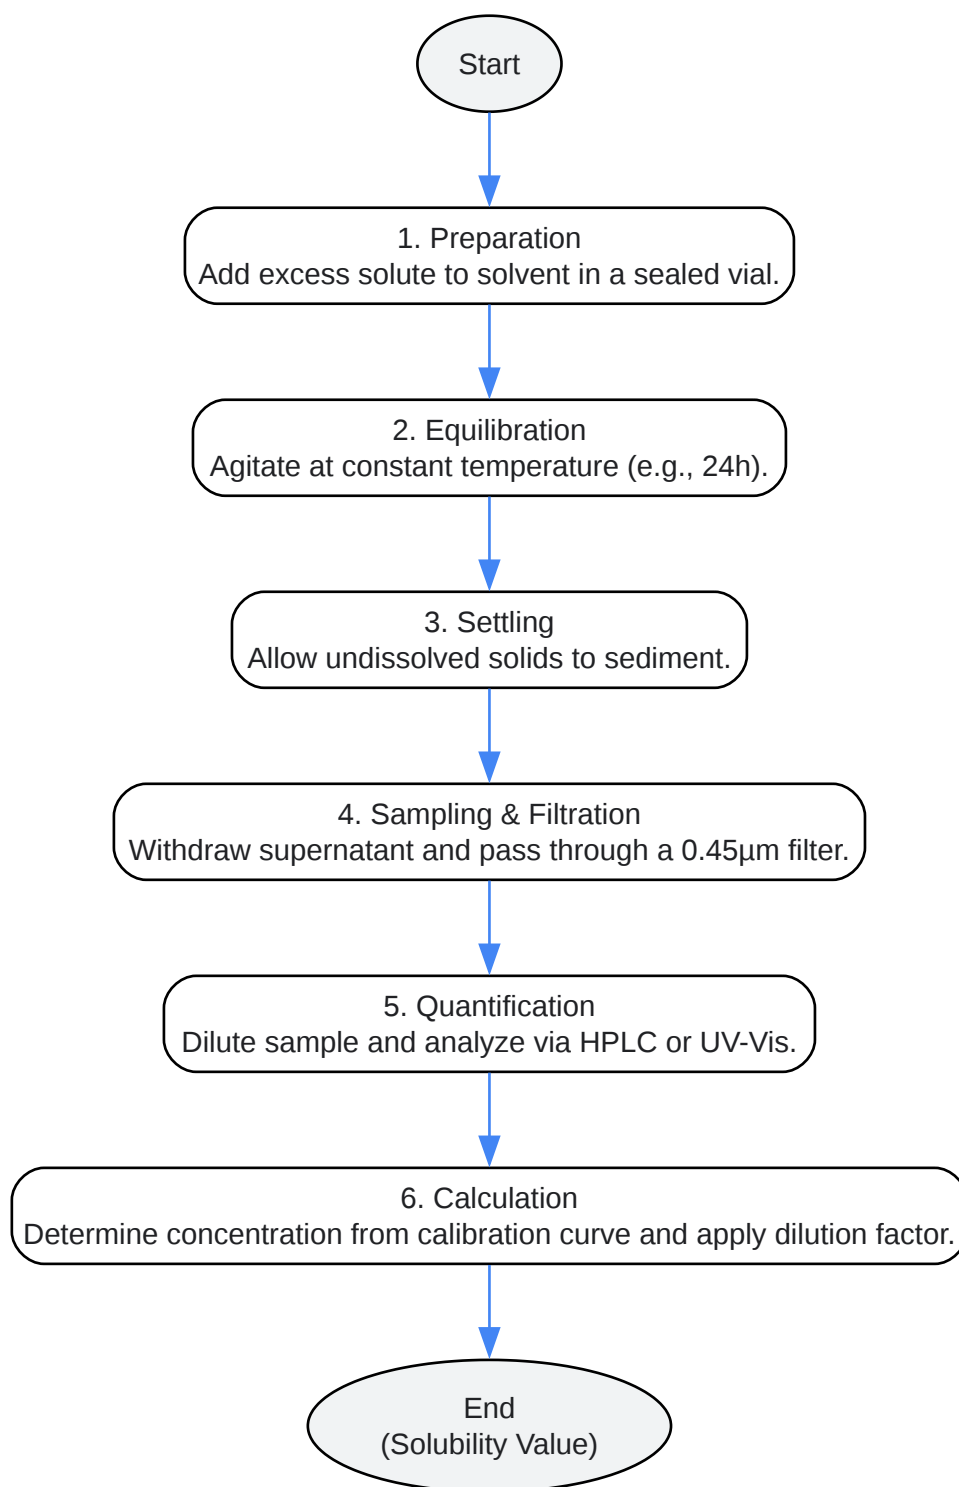 Start
1. Preparation
Add excess solute to solvent in a sealed vial.
2. Equilibration
Agitate at constant temperature (e.g., 24h).
3. Settling
Allow undissolved solids to sediment.
4. Sampling & Filtration
Withdraw supernatant and pass through a 0.45µm filter.
5. Quantification
Dilute sample and analyze via HPLC or UV-Vis.
6. Calculation
Determine concentration from calibration curve and apply dilution factor.
End
(Solubility Value)